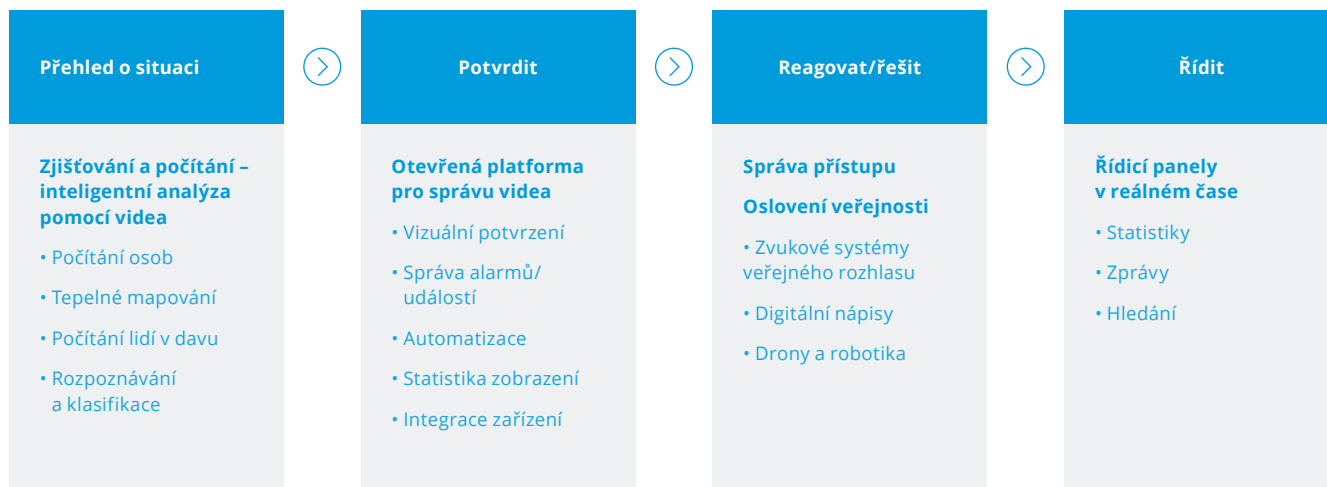 Přehled o situaci
Zjišťování a počítání –
inteligentní analýza
pomocí videa
• Počítání osob
• Tepelné mapování
• Počítání lidí v davu
• Rozpoznávání
a klasifikace
Potvrdit
Otevřená platforma
pro správu videa
• Vizuální potvrzení
• Správa alarmů/
událostí
• Automatizace
• Statistika zobrazení
• Integrace zařízení
Reagovat/řešit
Správa přístupu
Oslovení veřejnosti
• Zvukové systémy
veřejného rozhlasu
• Digitální nápisy
• Drony a robotika
Řídit
Řídicí panely
v reálném čase
• Statistiky
• Zprávy
• Hledání